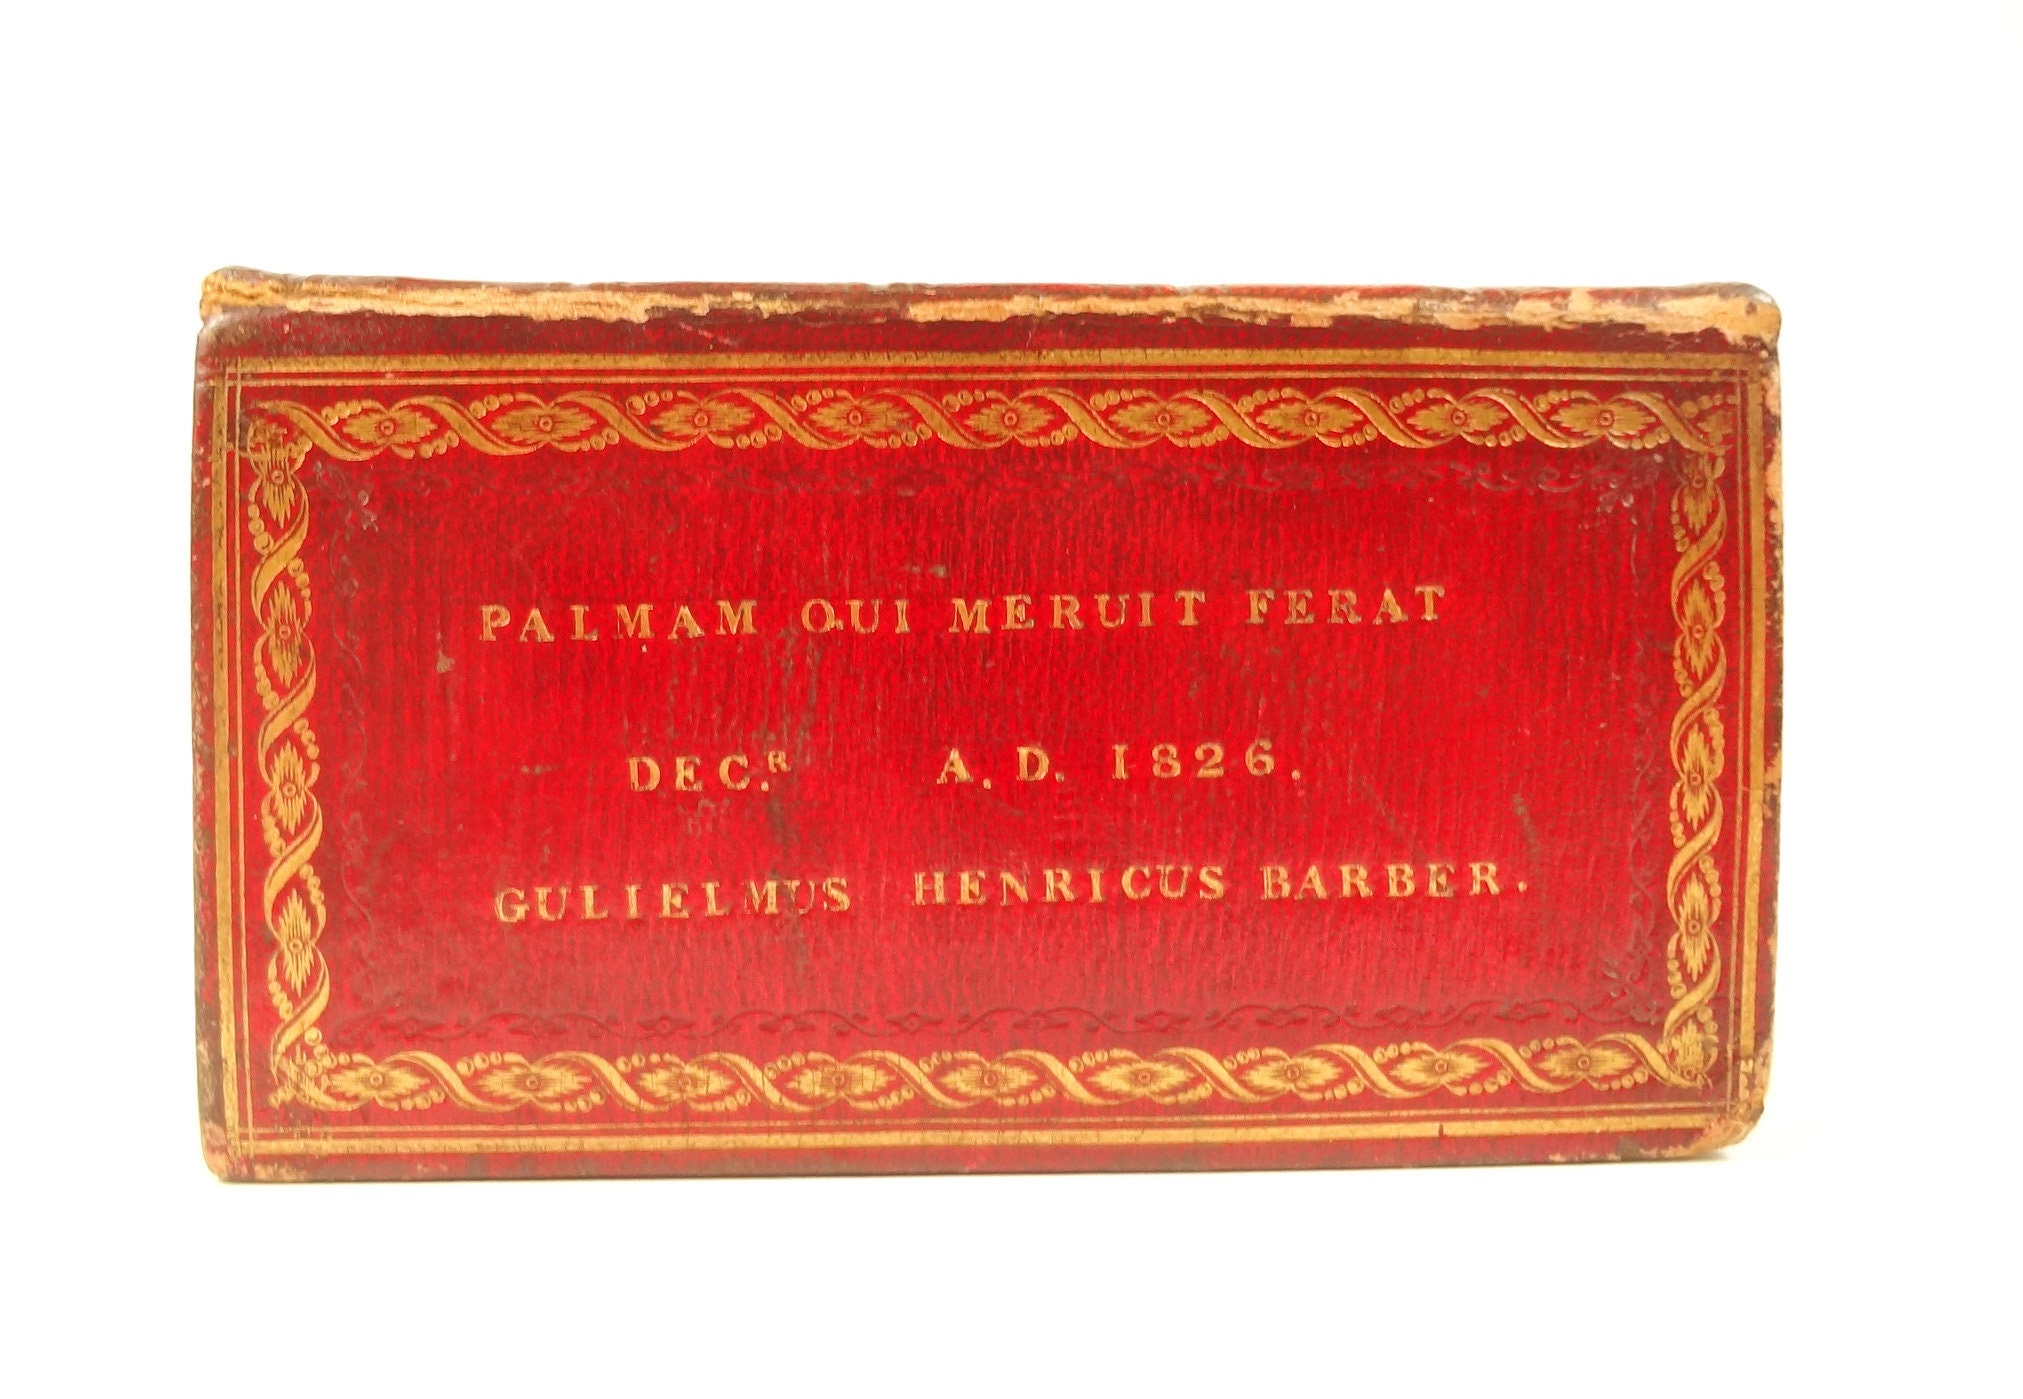 PALMAM QUI MERUIT FERAT
DEC.R A. D. 1826.
GULIELMUS HENRICUS BARBER.